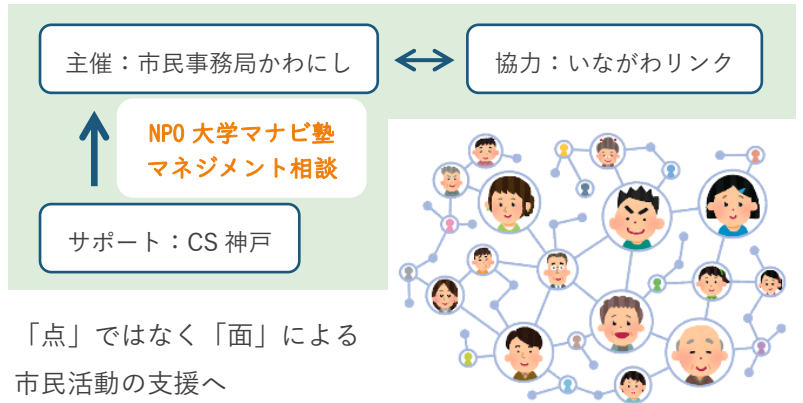 主催：市民事務局かわにし
協力：いながわリンク
NPO 大学マナビ塾
マネジメント相談
サポート：CS 神戸
「点」ではなく「面」による
市民活動の支援へ